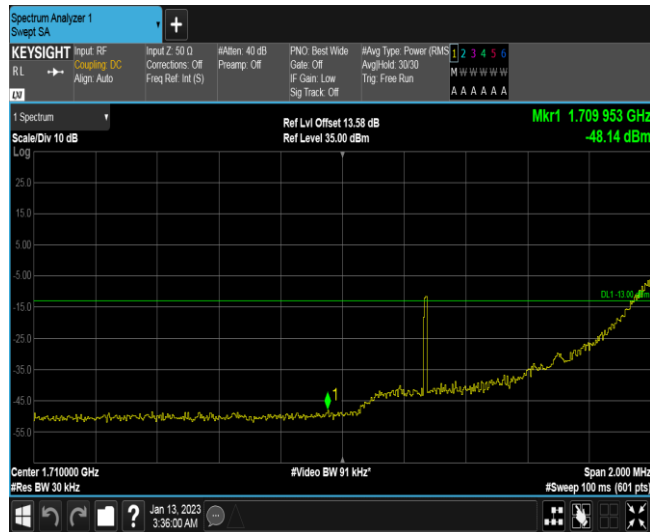 Spectrum Analyzer 1
Swept SA
KEYSIGHT
RL
LXI
Input: RF
Coupling: DC
Align: Auto
Input Z: 50 Ω
Corrections: Off
Freq Ref: Int (S)
#Atten: 40 dB
Preamp: Off
PNO: Best Wide
Gate: Off
IF Gain: Low
Sig Track: Off
#Avg Type: Power (RMS
Avg|Hold: 30/30
Trig: Free Run
1 2 3 4 5 6
M W W W W W
A A A A A A
1 Spectrum
Scale/Div 10 dB
Log
Ref Lvl Offset 13.58 dB
Ref Level 35.00 dBm
Mkr1 1.709 953 GHz
-48.14 dBm
25.0
15.0
5.00
-5.00
DL1 -13.00 dBm
-15.0
-25.0
-35.0
-45.0
1
-55.0
Center 1.710000 GHz
#Video BW 91 kHz*
Span 2.000 MHz
#Res BW 30 kHz
#Sweep 100 ms (601 pts)
?
Jan 13, 2023
3:36:00 AM